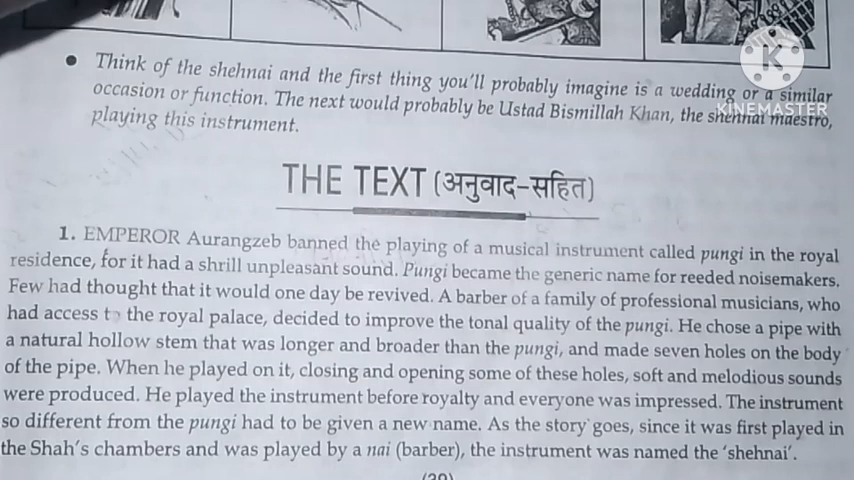 • Think of the shehnai and the first thing you'll probably imagine is a wedding or a similar
occasion or function. The next would probably be Ustad Bismillah Khan, the shehnai maestro,
playing this instrument.
KINEMASTER
THE TEXT (अनुवाद-सहित)
1. EMPEROR Aurangzeb banned the playing of a musical instrument called pungi in the royal
residence, for it had a shrill unpleasant sound. Pungi became the generic name for reeded noisemakers.
Few had thought that it would one day be revived. A barber of a family of professional musicians, who
had access to the royal palace, decided to improve the tonal quality of the pungi. He chose a pipe with
a natural hollow stem that was longer and broader than the pungi, and made seven holes on the body
of the pipe. When he played on it, closing and opening some of these holes, soft and melodious sounds
were produced. He played the instrument before royalty and everyone was impressed. The instrument
so different from the pungi had to be given a new name. As the story goes, since it was first played in
the Shah's chambers and was played by a nai (barber), the instrument was named the 'shehnai'.